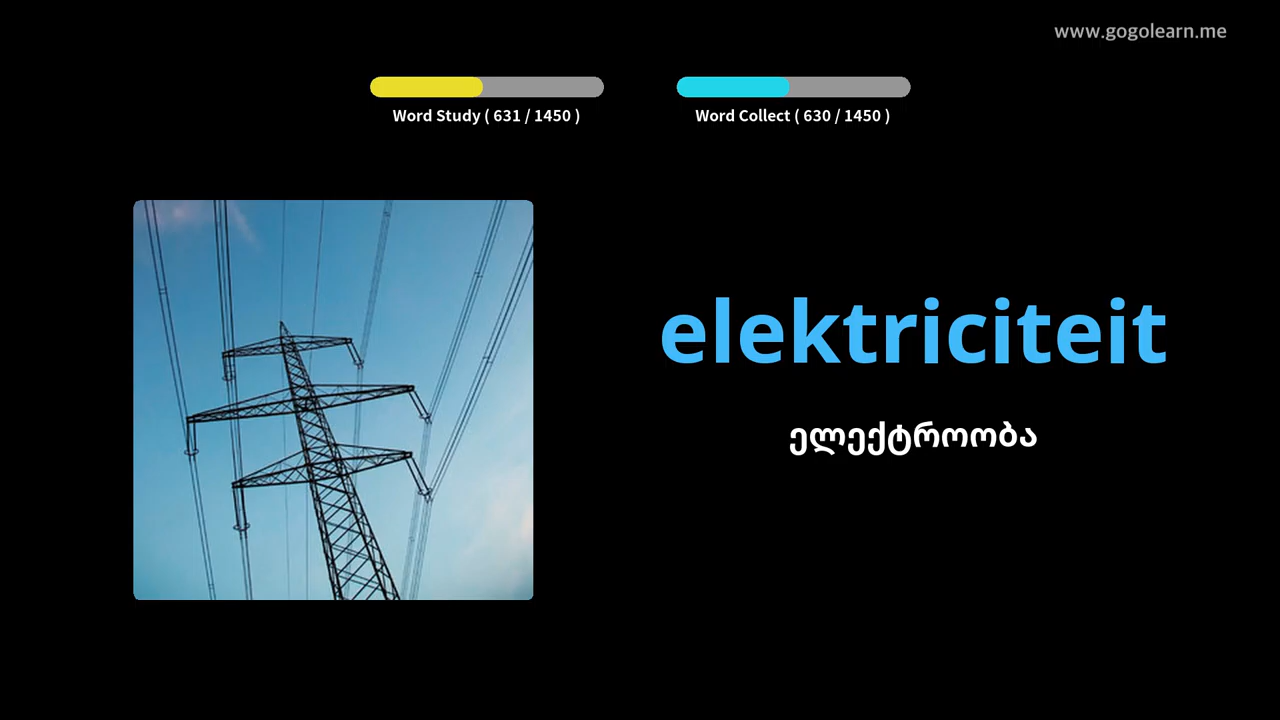 www.gogolearn.me
Word Study ( 631 / 1450 )
Word Collect ( 630 / 1450 )
elektriciteit
ელექტროობა